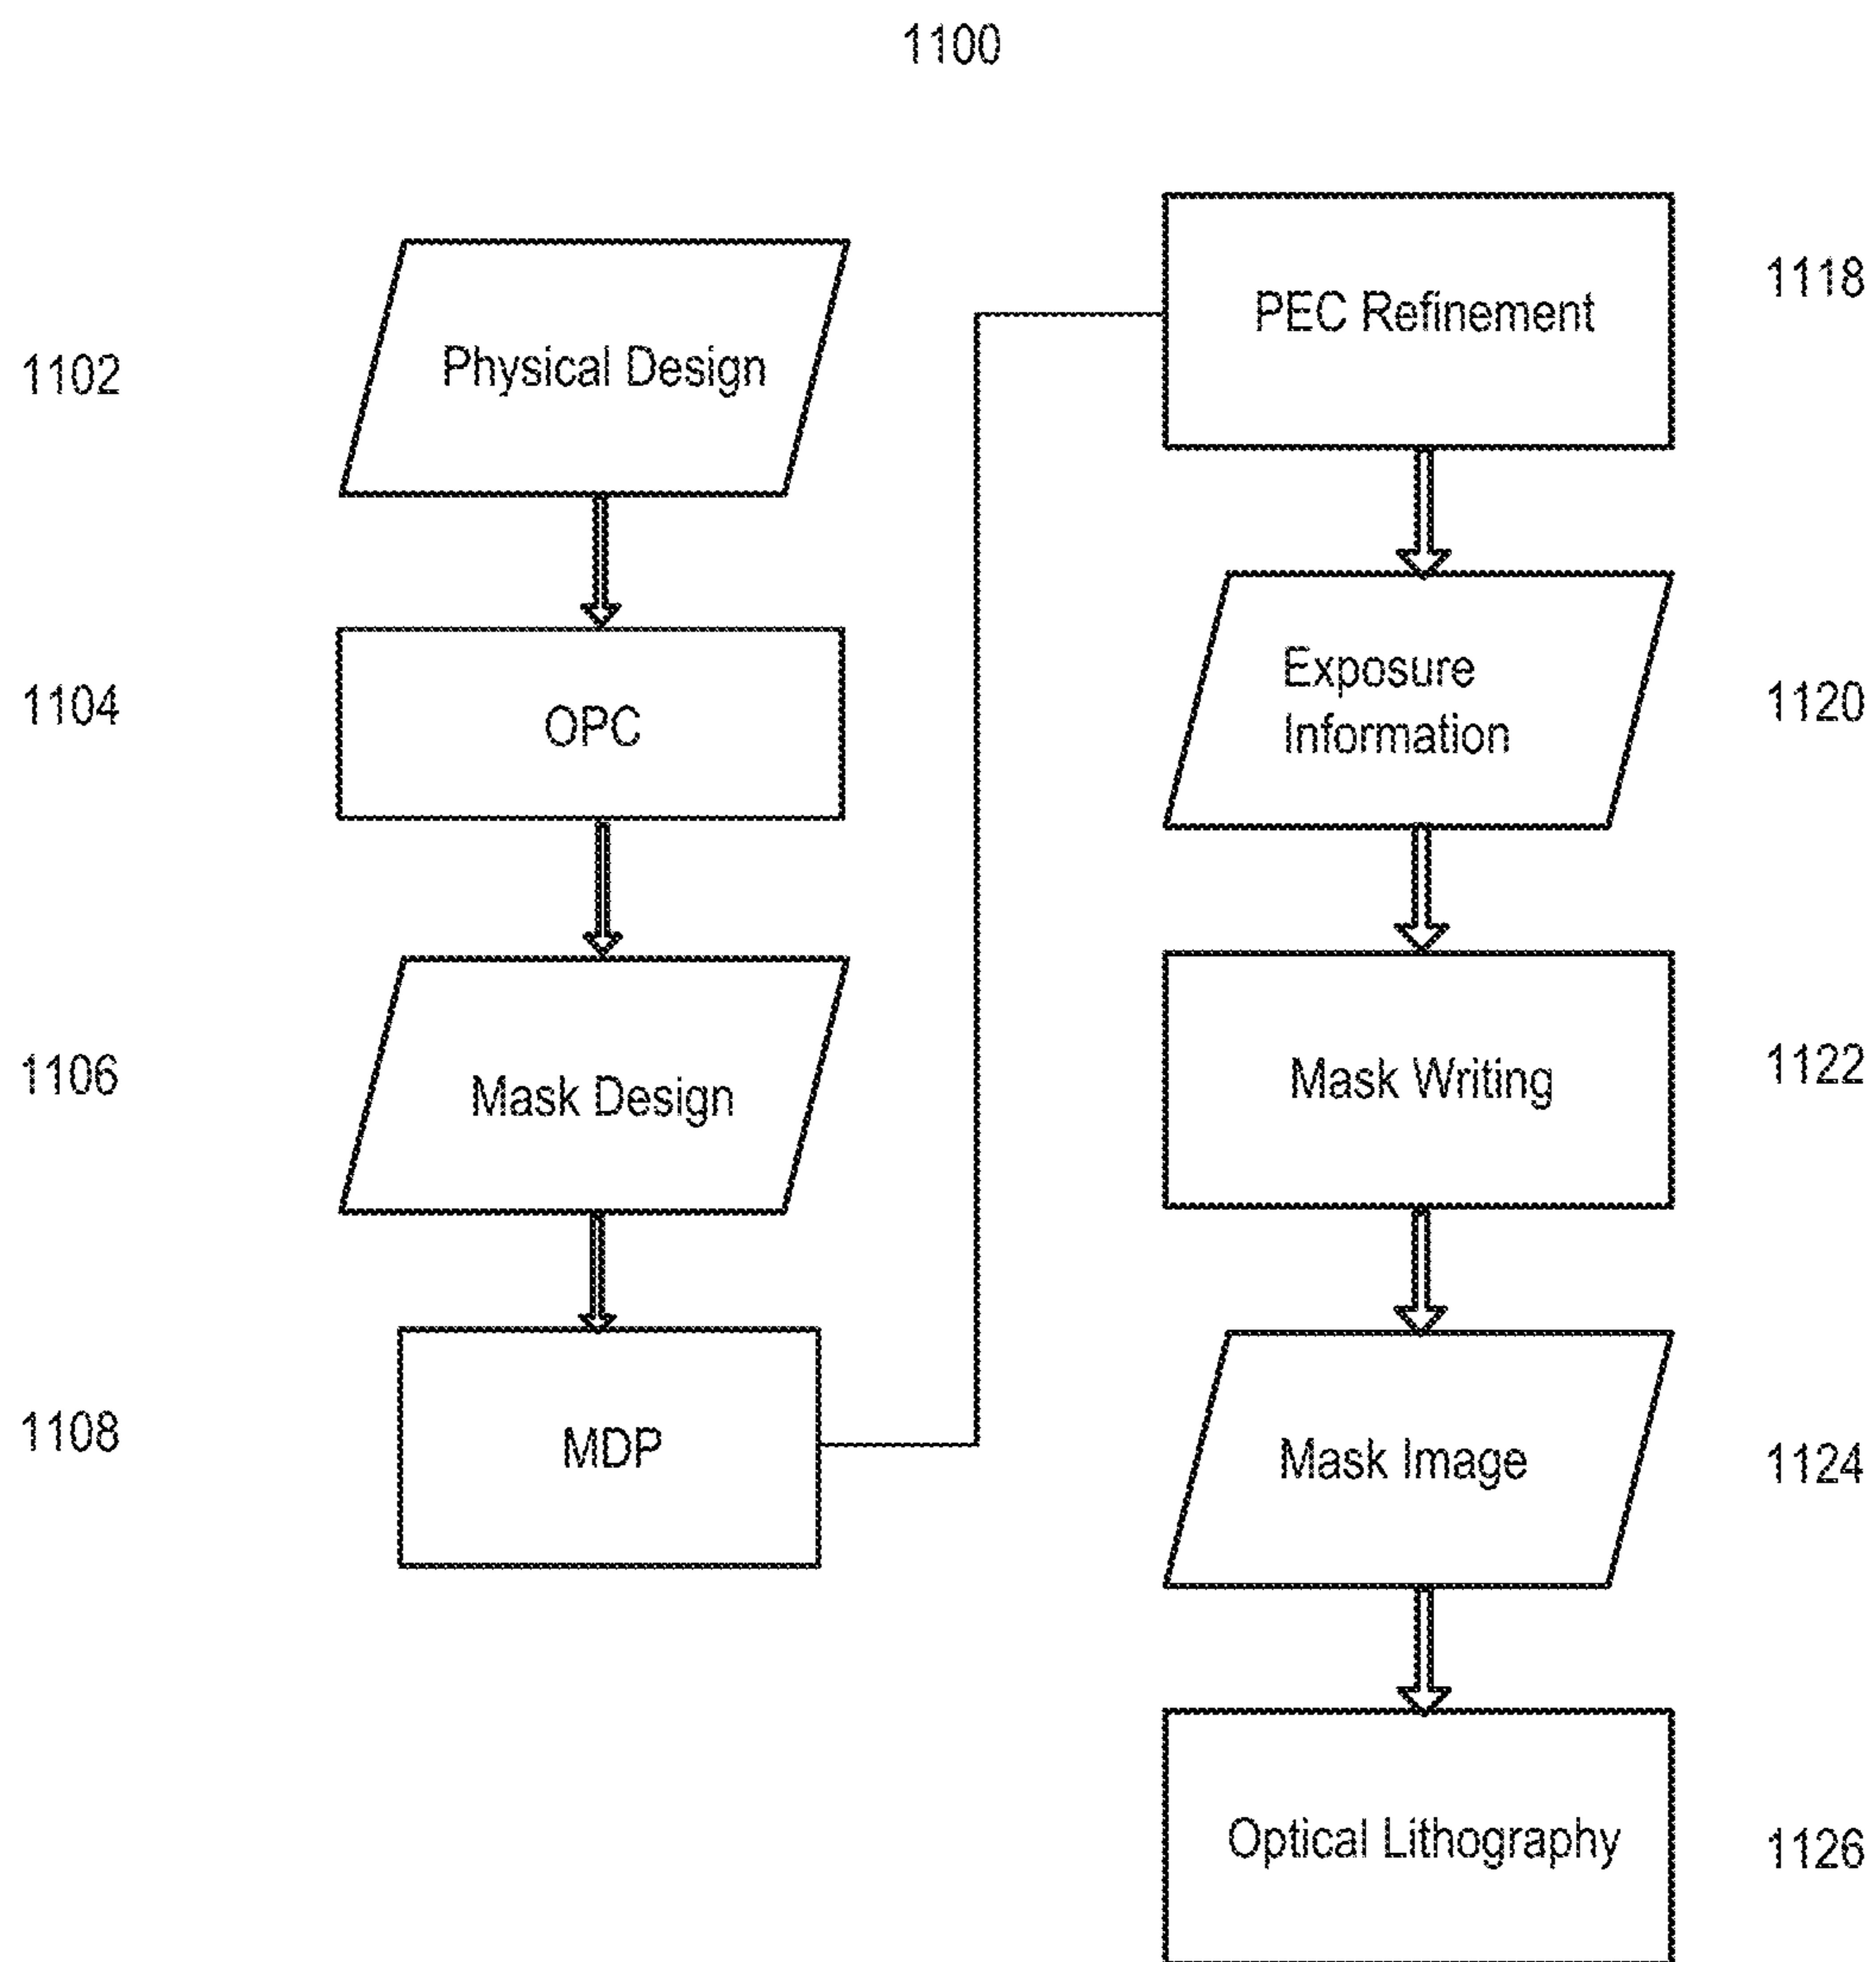 1100
1102
Physical Design
1104
OPC
1106
Mask Design
1108
MDP
PEC Refinement
1118
Exposure
Information
1120
Mask Writing
1122
Mask Image
1124
Optical Lithography
1126